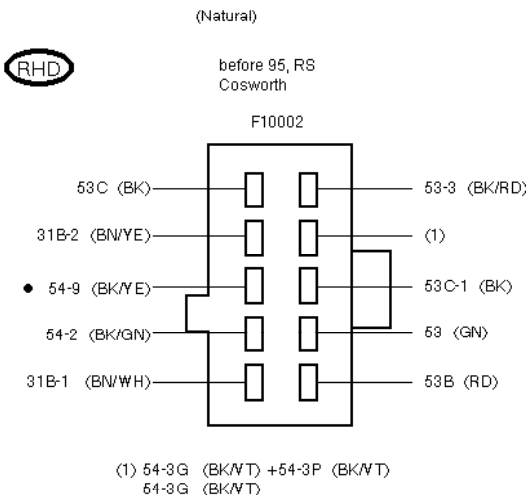 (Natural)
RHD
before 95, RS
Cosworth
F10002
53C (BK)
53-3 (BK/RD)
31B-2 (BN/YE)
(1)
54-9 (BK/YE)
53C-1 (BK)
54-2 (BK/GN)
53 (GN)
31B-1 (BN/WH)
53B (RD)
(1) 54-3G (BK/VT) +54-3P (BK/VT)
54-3G (BK/VT)